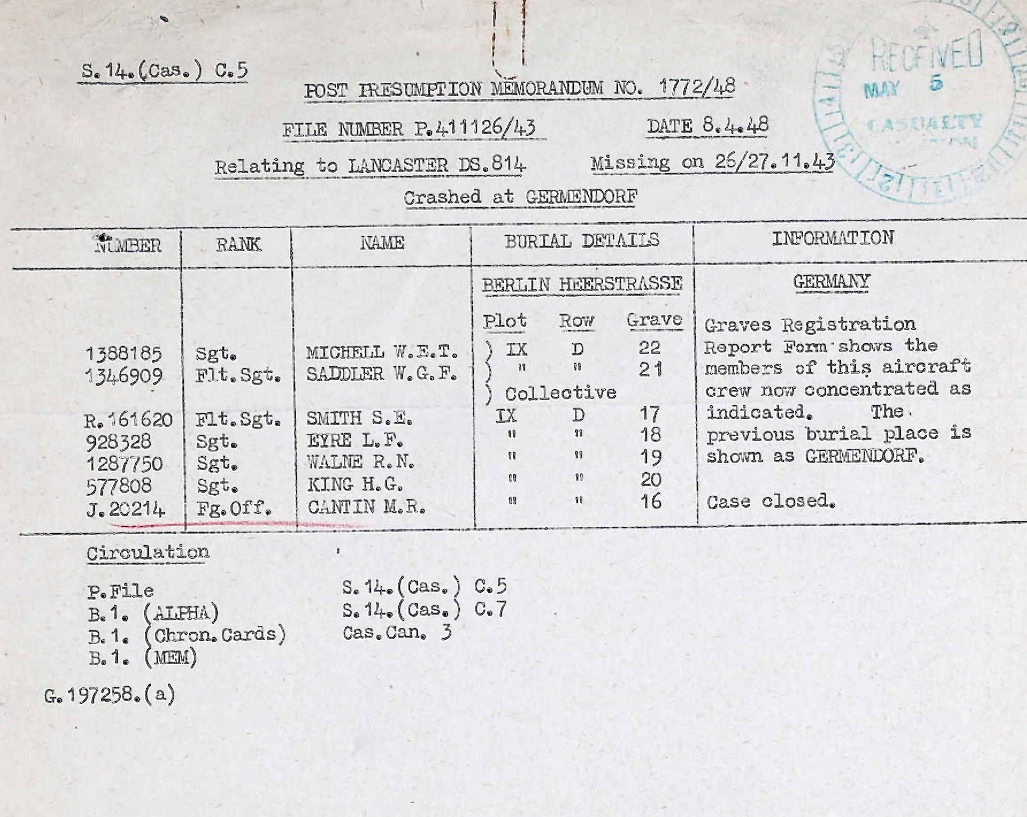 S.14.(Cas.) C.5
POST PRESUMPTION MEMORANDUM NO. 1772/48
FILE NUMBER P.411126/43 DATE 8.4.48
Relating to LANCASTER DS.814 Missing on 26/27.11.43
Crashed at GERMENDORF
RECEIVED
MAY 5
CASUALTY
NUMBER RANK NAME BURIAL DETAILS INFORMATION
BERLIN HEERSTRASSE GERMANY
Plot Row Grave Graves Registration
1388185 Sgt. MICHELL W.E.T. ) IX D 22 Report Form shows the
1346909 Flt.Sgt. SADDLER W.G.F. ) " " 21 members of this aircraft
) Collective crew now concentrated as
R.161620 Flt.Sgt. SMITH S.E. IX D 17 indicated. The
928328 Sgt. EYRE L.F. " " 18 previous burial place is
1287750 Sgt. WALNE R.N. " " 19 shown as GERMENDORF.
577808 Sgt. KING H.G. " " 20
J.20214 Fg.Off. CANTIN M.R. " " 16 Case closed.
Circulation
P.File S.14.(Cas.) C.5
B.1. (ALPHA) S.14.(Cas.) C.7
B.1. (Chron.Cards) Cas.Can. 3
B.1. (MEM)
G.197258.(a)